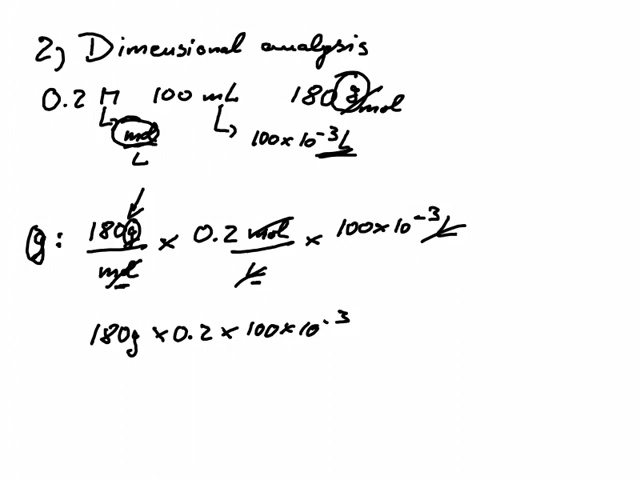 2) Dimensional analysis
0.2 M 100 mL 180 g/mol
mol/L 100×10⁻³ L
g: 180g/mol × 0.2 mol/L × 100×10⁻³ L
180g × 0.2 × 100×10⁻³